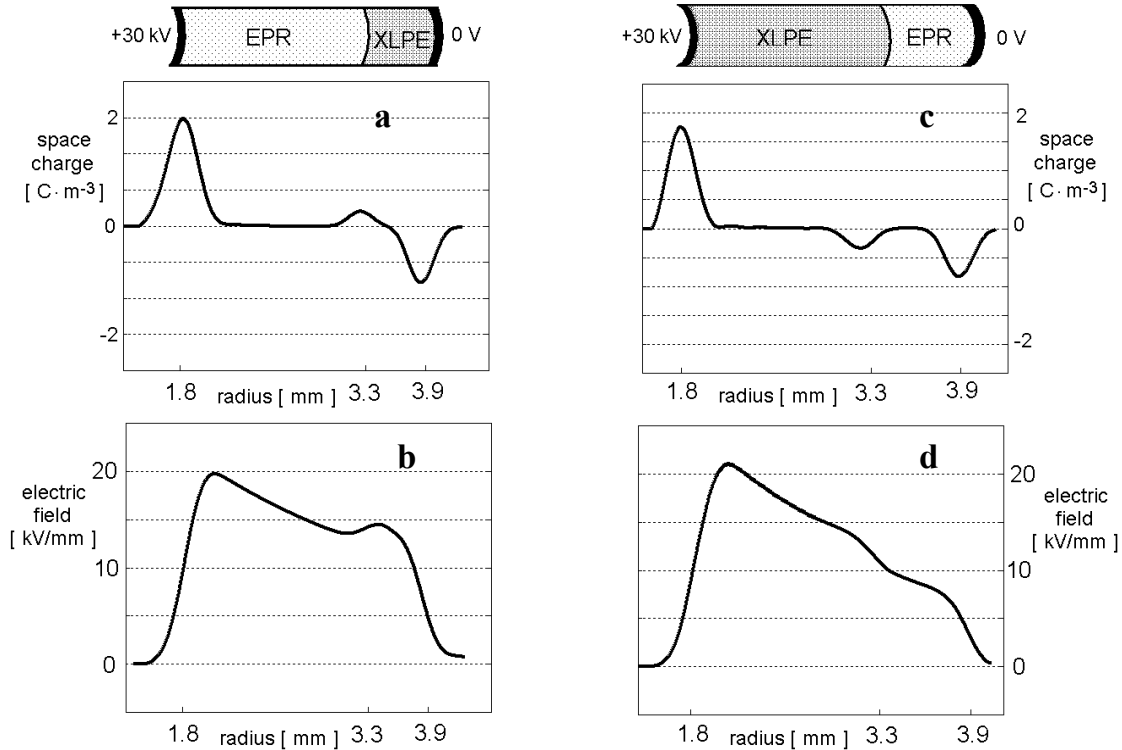 +30 kV EPR XLPE 0 V
+30 kV XLPE EPR 0 V
a
space
charge
[ C · m-3]
2
0
-2
1.8 radius [ mm ] 3.3 3.9
c
2
0
-2
space
charge
[ C · m-3]
1.8 radius [ mm ] 3.3 3.9
b
electric
field
[ kV/mm ]
20
10
0
1.8 radius [ mm ] 3.3 3.9
d
20
10
0
electric
field
[ kV/mm ]
1.8 radius [ mm ] 3.3 3.9